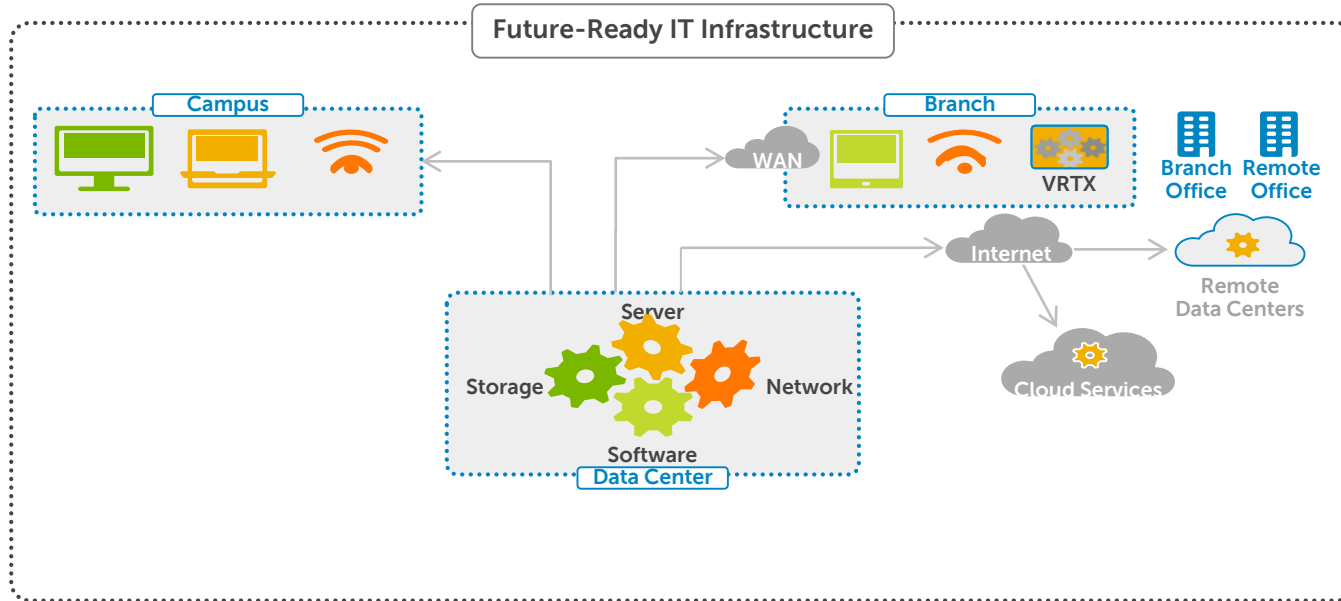 Future-Ready IT Infrastructure
Campus
Branch
WAN
VRTX
Branch
Office
Remote
Office
Internet
Remote
Data Centers
Cloud Services
Server
Storage
Network
Software
Data Center